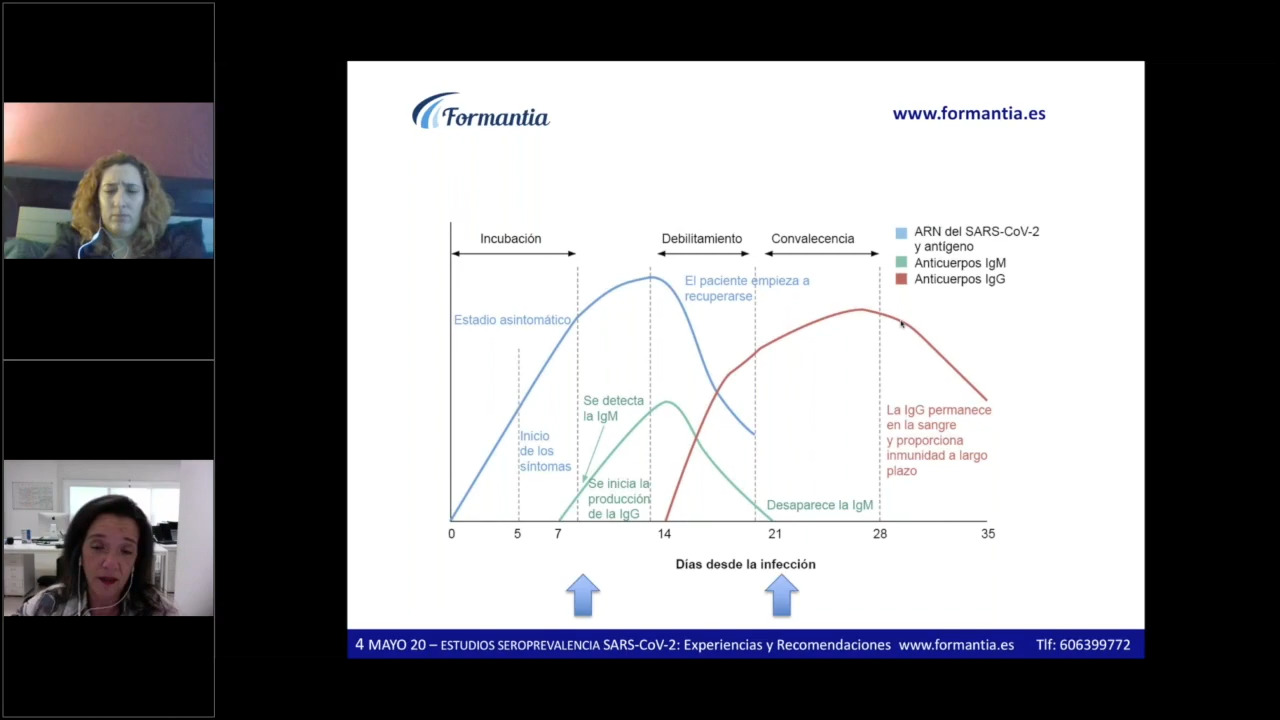 Formantia
www.formantia.es
Incubación
Debilitamiento
Convalecencia
ARN del SARS-CoV-2
y antígeno
Anticuerpos IgM
Anticuerpos IgG
El paciente empieza a
recuperarse
Estadio asintomático
Se detecta
la IgM
Inicio
de los
síntomas
Se inicia la
producción
de la IgG
La IgG permanece
en la sangre
y proporciona
inmunidad a largo
plazo
Desaparece la IgM
0 5 7 14 21 28 35
Días desde la infección
4 MAYO 20 – ESTUDIOS SEROPREVALENCIA SARS-CoV-2: Experiencias y Recomendaciones www.formantia.es Tlf: 606399772